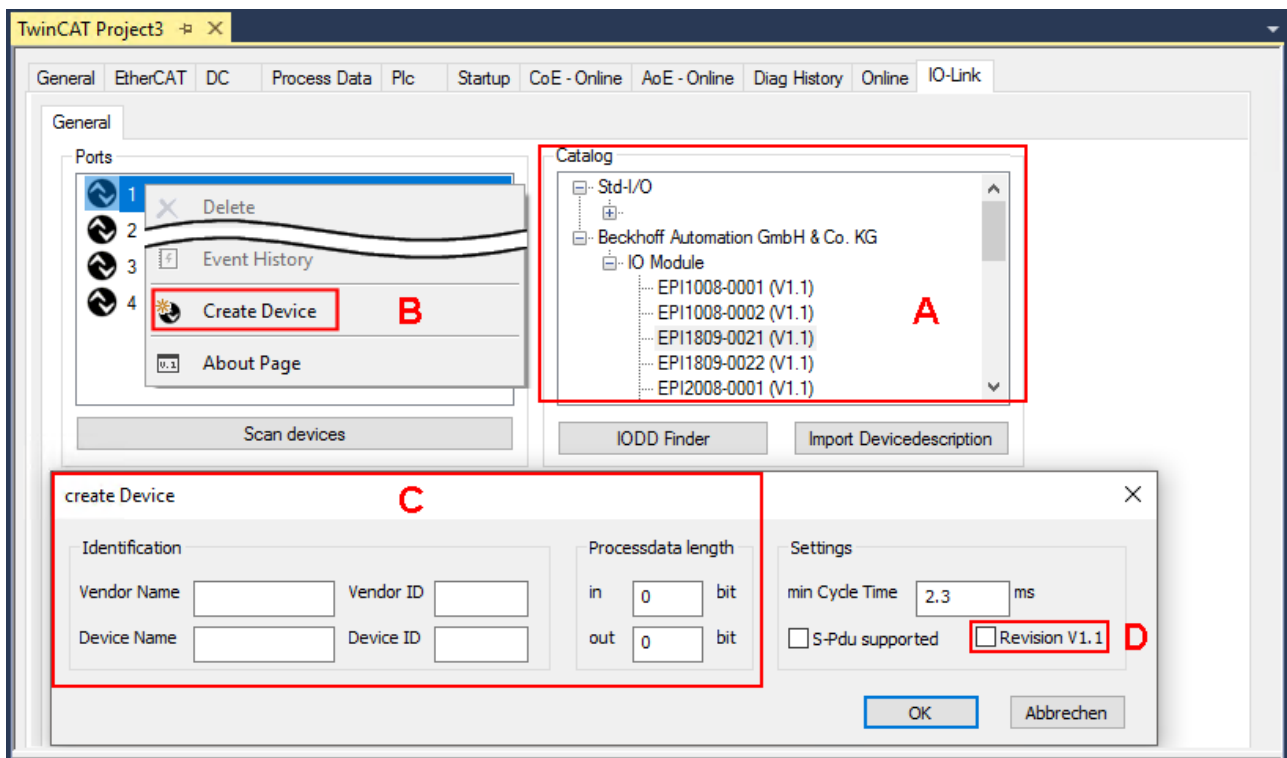 TwinCAT Project3
General EtherCAT DC Process Data Plc Startup CoE - Online AoE - Online Diag History Online IO-Link
General
Ports
1
2
3
4
Delete
Event History
Create Device
B
v.1
About Page
Scan devices
Catalog
Std-I/O
Beckhoff Automation GmbH & Co. KG
IO Module
EPI1008-0001 (V1.1)
EPI1008-0002 (V1.1)
EPI1809-0021 (V1.1)
EPI1809-0022 (V1.1)
EPI2008-0001 (V1.1)
A
IODD Finder
Import Devicedescription
create Device
C
Identification
Vendor Name Vendor ID
Device Name Device ID
Processdata length
in 0 bit
out 0 bit
Settings
min Cycle Time 2.3 ms
S-Pdu supported Revision V1.1 D
OK Abbrechen